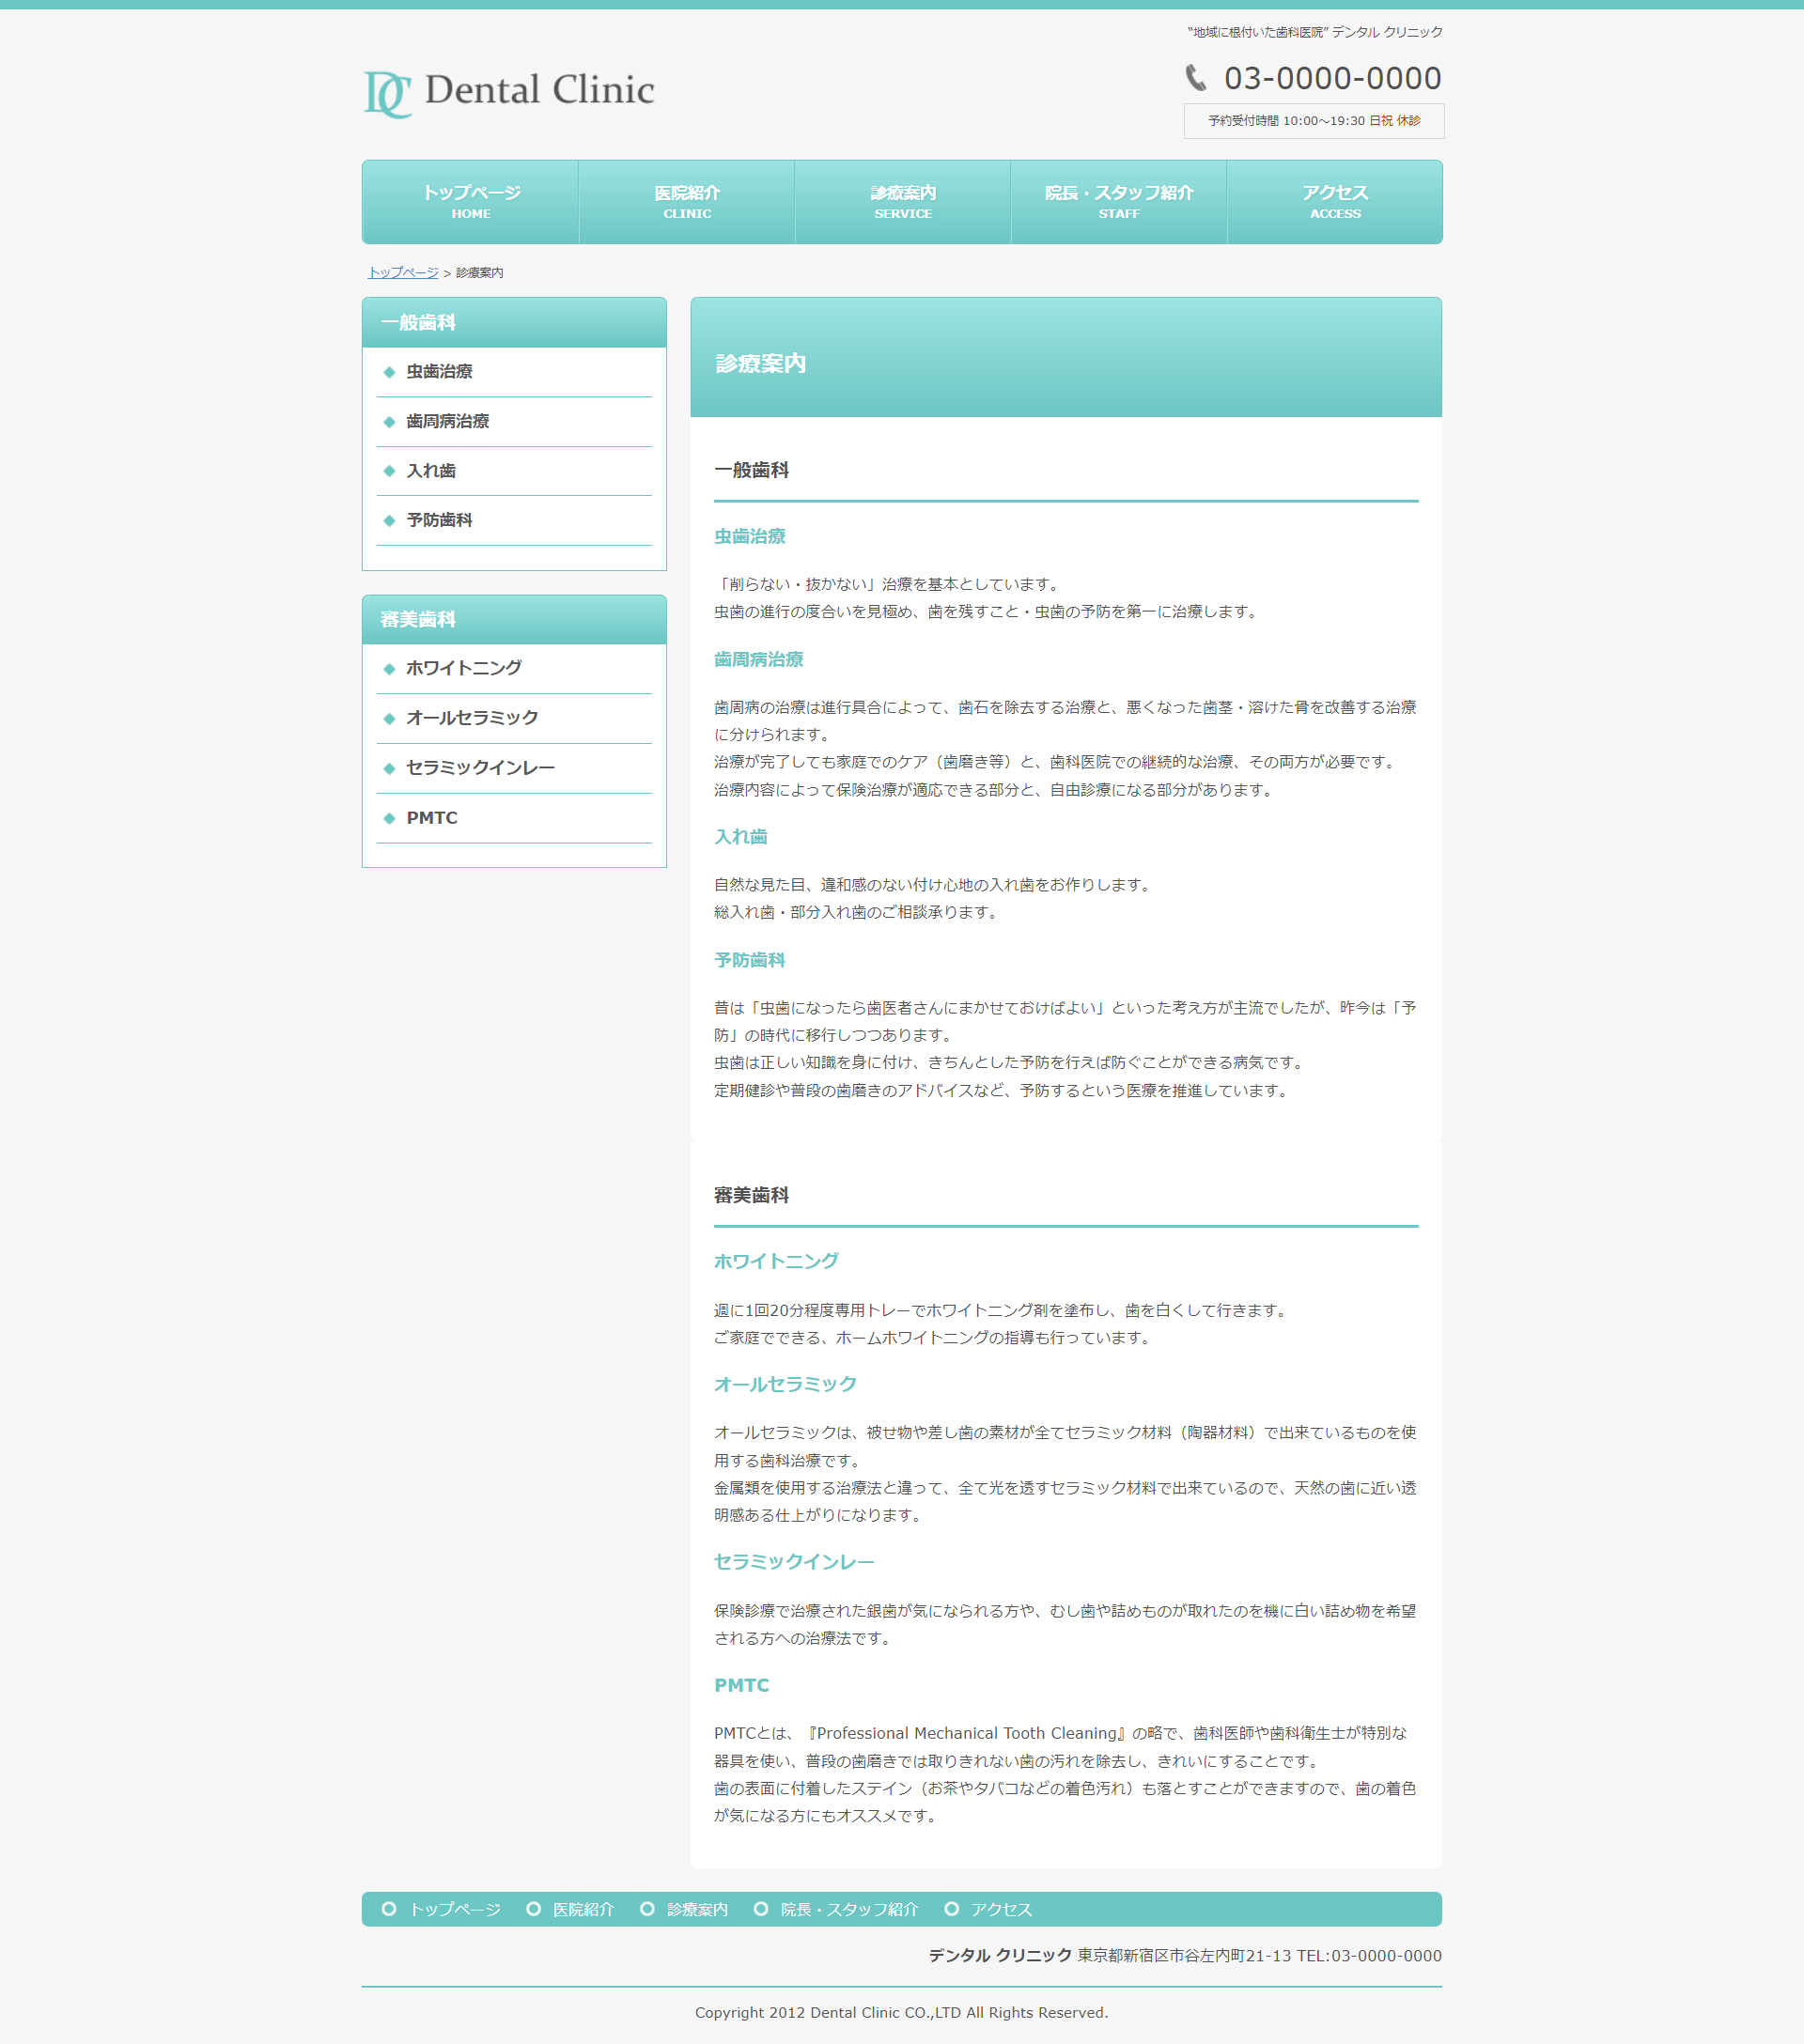 “地域に根付いた歯科医院” デンタル クリニック
DC Dental Clinic
03-0000-0000
予約受付時間 10:00～19:30 日祝 休診
トップページ 医院紹介 診療案内 院長・スタッフ紹介 アクセス
HOME CLINIC SERVICE STAFF ACCESS
トップページ > 診療案内
一般歯科
虫歯治療
歯周病治療
入れ歯
予防歯科
審美歯科
ホワイトニング
オールセラミック
セラミックインレー
PMTC
診療案内
一般歯科
虫歯治療
「削らない・抜かない」治療を基本としています。
虫歯の進行の度合いを見極め、歯を残すこと・虫歯の予防を第一に治療します。
歯周病治療
歯周病の治療は進行具合によって、歯石を除去する治療と、悪くなった歯茎・溶けた骨を改善する治療
に分けられます。
治療が完了しても家庭でのケア（歯磨き等）と、歯科医院での継続的な治療、その両方が必要です。
治療内容によって保険治療が適応できる部分と、自由診療になる部分があります。
入れ歯
自然な見た目、違和感のない付け心地の入れ歯をお作りします。
総入れ歯・部分入れ歯のご相談承ります。
予防歯科
昔は「虫歯になったら歯医者さんにまかせておけばよい」といった考え方が主流でしたが、昨今は「予
防」の時代に移行しつつあります。
虫歯は正しい知識を身に付け、きちんとした予防を行えば防ぐことができる病気です。
定期健診や普段の歯磨きのアドバイスなど、予防するという医療を推進しています。
審美歯科
ホワイトニング
週に1回20分程度専用トレーでホワイトニング剤を塗布し、歯を白くして行きます。
ご家庭でできる、ホームホワイトニングの指導も行っています。
オールセラミック
オールセラミックは、被せ物や差し歯の素材が全てセラミック材料（陶器材料）で出来ているものを使
用する歯科治療です。
金属類を使用する治療法と違って、全て光を透すセラミック材料で出来ているので、天然の歯に近い透
明感ある仕上がりになります。
セラミックインレー
保険診療で治療された銀歯が気になられる方や、むし歯や詰めものが取れたのを機に白い詰め物を希望
される方への治療法です。
PMTC
PMTCとは、『Professional Mechanical Tooth Cleaning』の略で、歯科医師や歯科衛生士が特別な
器具を使い、普段の歯磨きでは取りきれない歯の汚れを除去し、きれいにすることです。
歯の表面に付着したステイン（お茶やタバコなどの着色汚れ）も落とすことができますので、歯の着色
が気になる方にもオススメです。
トップページ 医院紹介 診療案内 院長・スタッフ紹介 アクセス
デンタル クリニック 東京都新宿区市谷左内町21-13 TEL:03-0000-0000
Copyright 2012 Dental Clinic CO.,LTD All Rights Reserved.